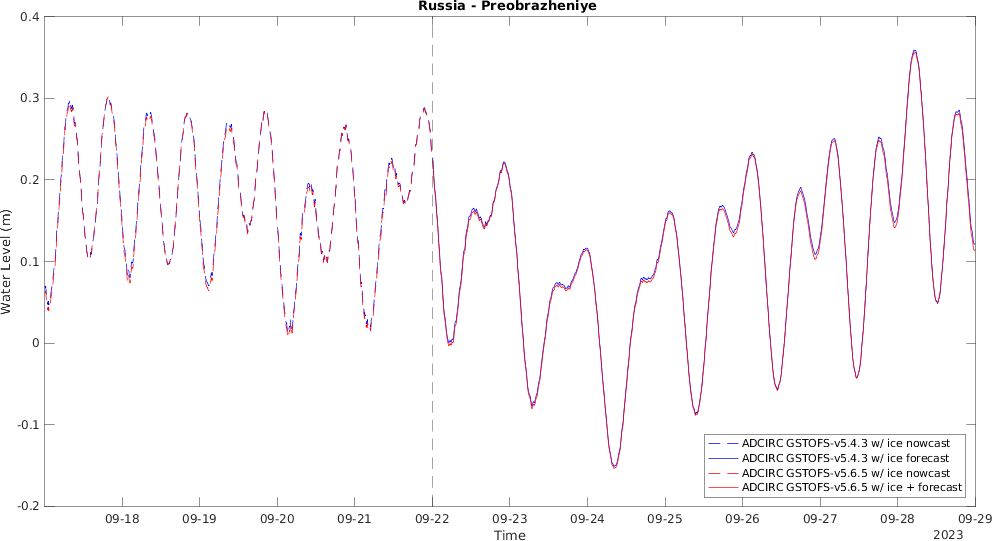 Russia - Preobrazheniye
0.4
0.3
0.2
0.1
0
-0.1
-0.2
Water Level (m)
ADCIRC GSTOFS-v5.4.3 w/ ice nowcast
ADCIRC GSTOFS-v5.4.3 w/ ice forecast
ADCIRC GSTOFS-v5.6.5 w/ ice nowcast
ADCIRC GSTOFS-v5.6.5 w/ ice + forecast
09-18 09-19 09-20 09-21 09-22 09-23 09-24 09-25 09-26 09-27 09-28 09-29
Time
2023